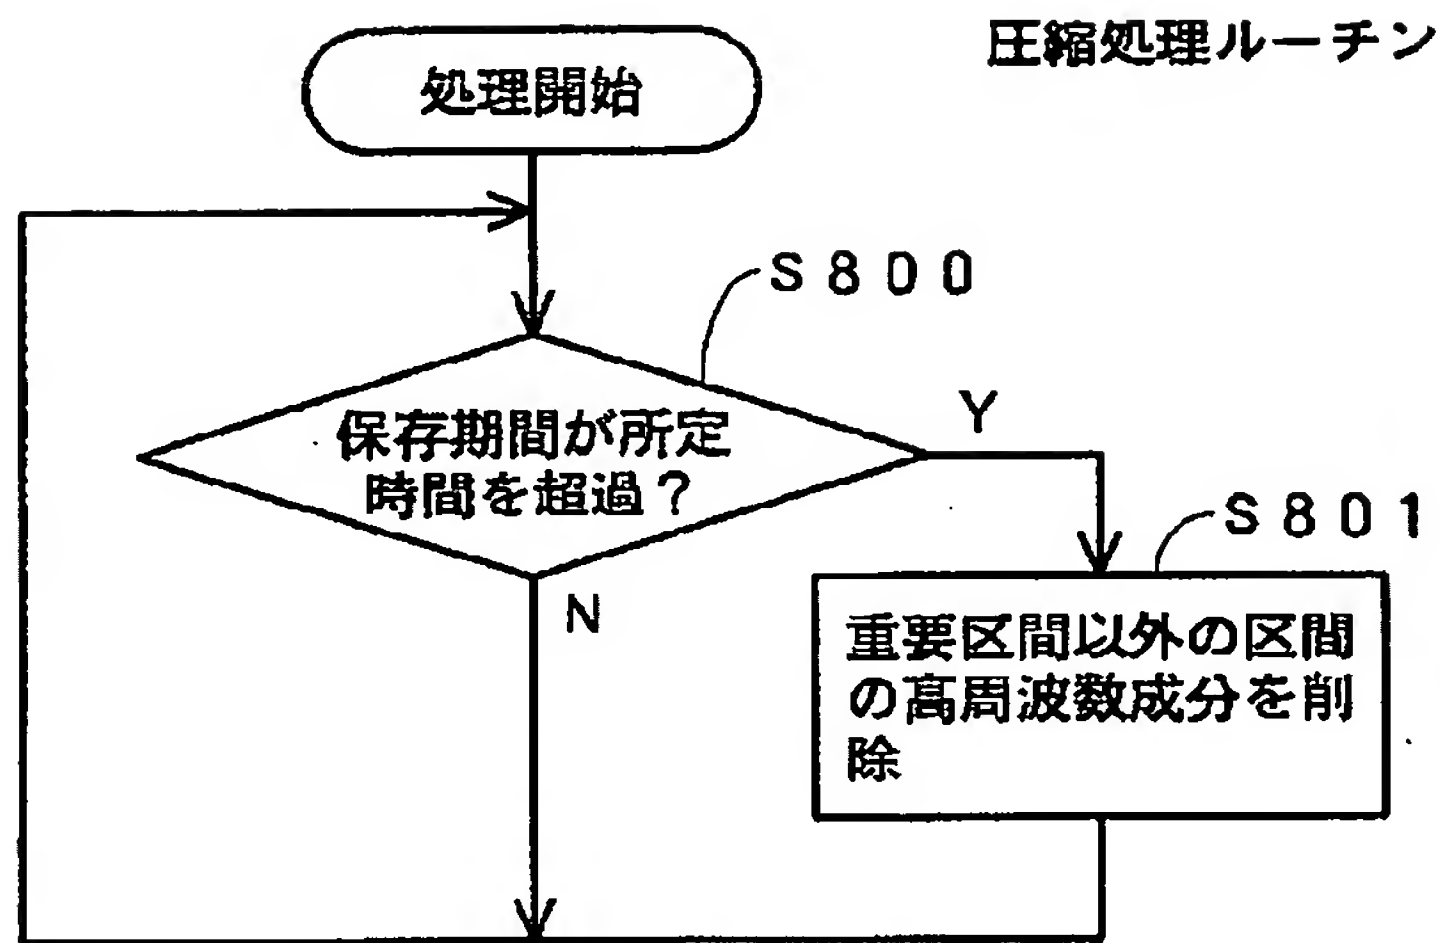 圧縮処理ルーチン
処理開始
S800
保存期間が所定
時間を超過?
Y
N
S801
重要区間以外の区間
の高周波数成分を削
除